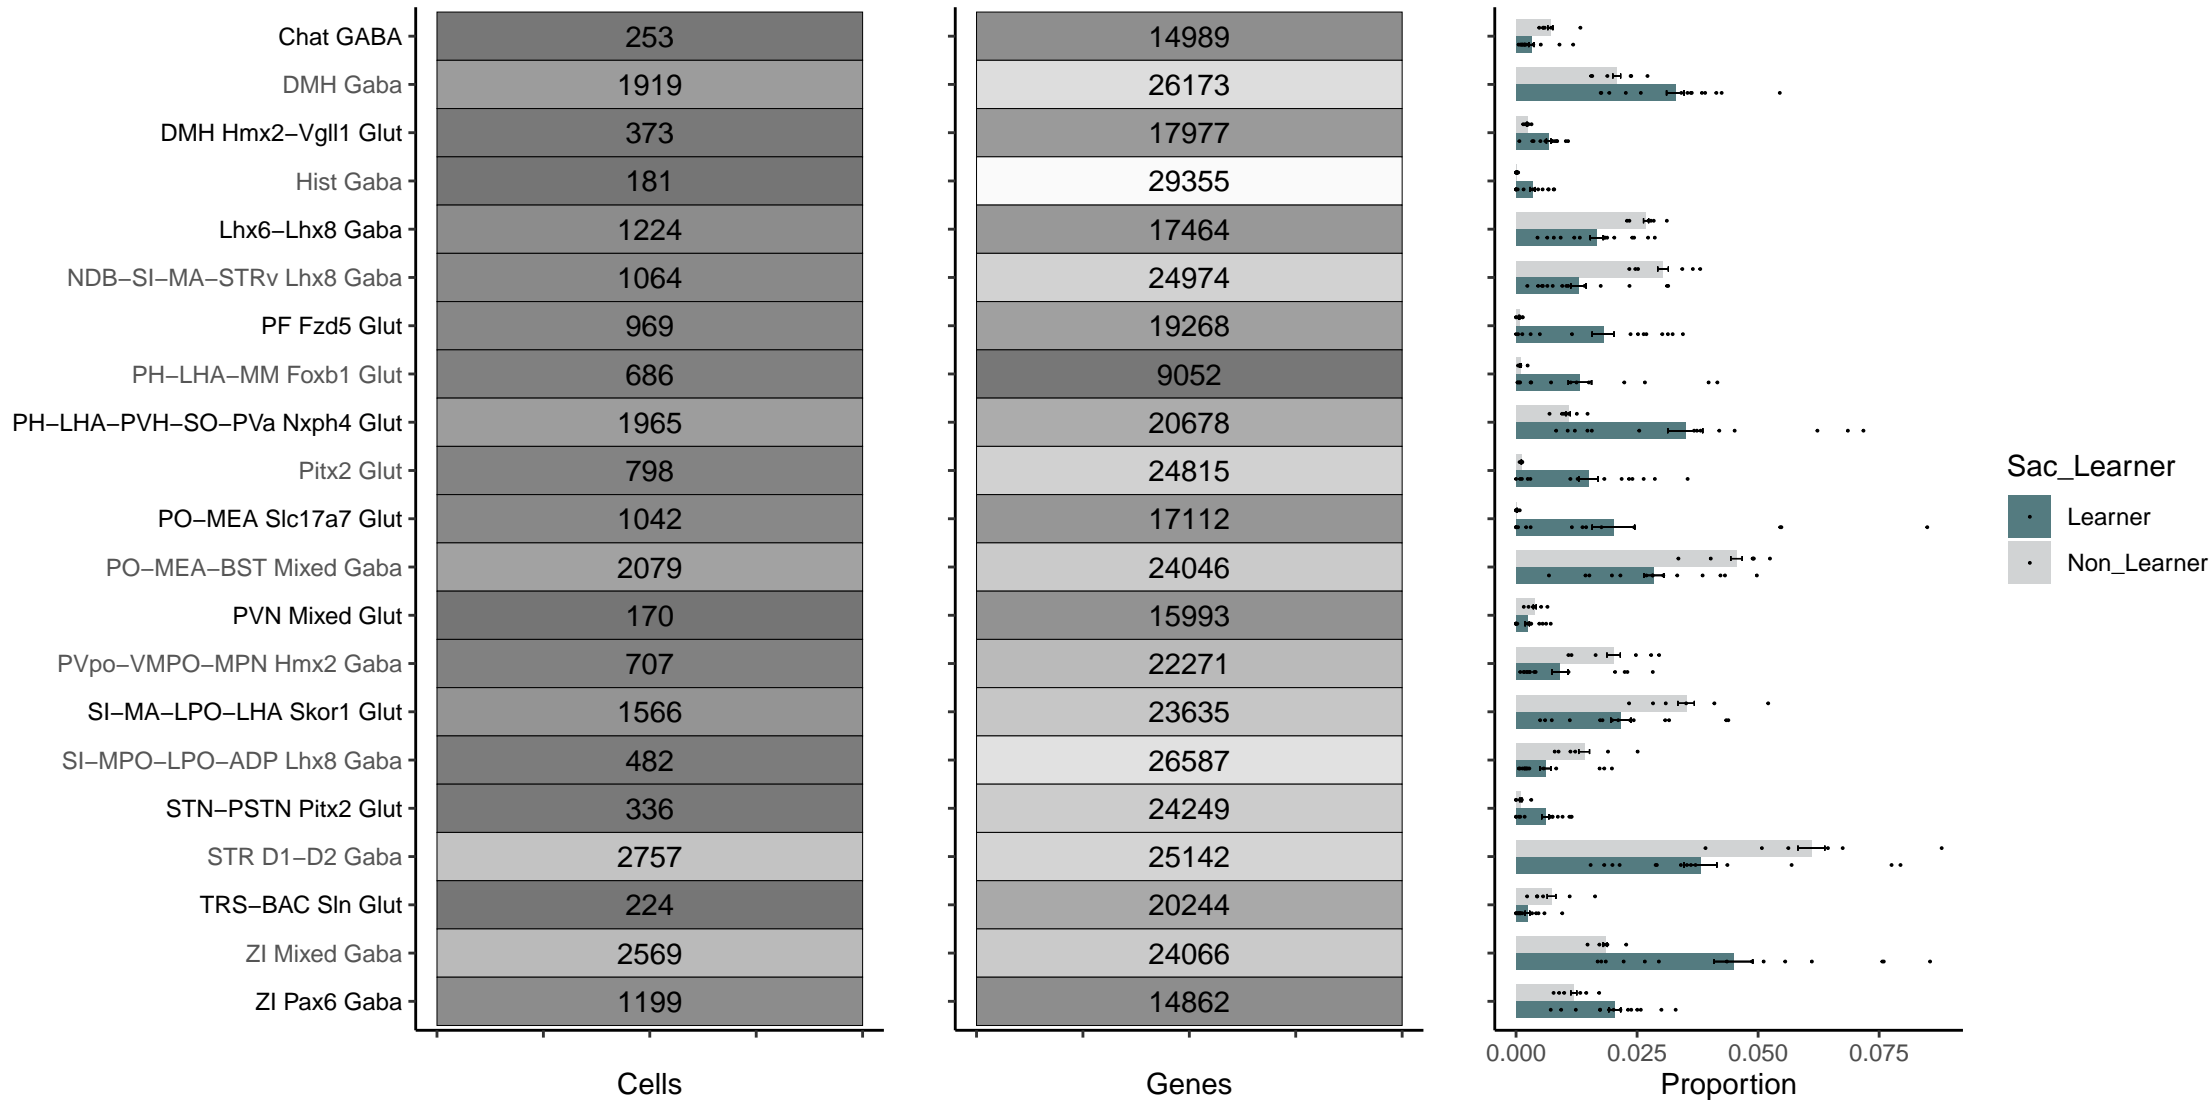 Chat GABA 253 14989
DMH Gaba 1919 26173
DMH Hmx2−Vgll1 Glut 373 17977
Hist Gaba 181 29355
Lhx6−Lhx8 Gaba 1224 17464
NDB−SI−MA−STRv Lhx8 Gaba 1064 24974
PF Fzd5 Glut 969 19268
PH−LHA−MM Foxb1 Glut 686 9052
PH−LHA−PVH−SO−PVa Nxph4 Glut 1965 20678
Pitx2 Glut 798 24815
PO−MEA Slc17a7 Glut 1042 17112
PO−MEA−BST Mixed Gaba 2079 24046
PVN Mixed Glut 170 15993
PVpo−VMPO−MPN Hmx2 Gaba 707 22271
SI−MA−LPO−LHA Skor1 Glut 1566 23635
SI−MPO−LPO−ADP Lhx8 Gaba 482 26587
STN−PSTN Pitx2 Glut 336 24249
STR D1−D2 Gaba 2757 25142
TRS−BAC Sln Glut 224 20244
ZI Mixed Gaba 2569 24066
ZI Pax6 Gaba 1199 14862
0.000 0.025 0.050 0.075
Cells Genes Proportion
Sac_Learner
Learner
Non_Learner